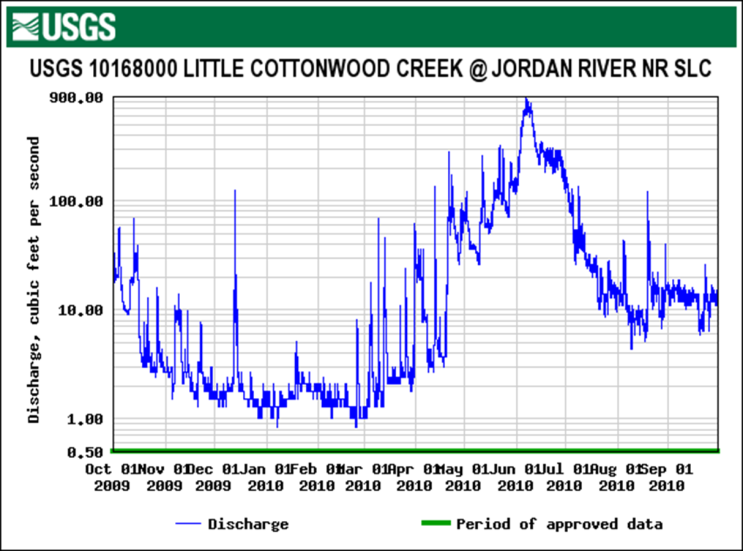 USGS
USGS 10168000 LITTLE COTTONWOOD CREEK @ JORDAN RIVER NR SLC
Discharge, cubic feet per second
900.00
100.00
10.00
1.00
0.50
Oct 01 Nov 01 Dec 01 Jan 01 Feb 01 Mar 01 Apr 01 May 01 Jun 01 Jul 01 Aug 01 Sep 01
2009 2009 2009 2010 2010 2010 2010 2010 2010 2010 2010 2010
Discharge
Period of approved data